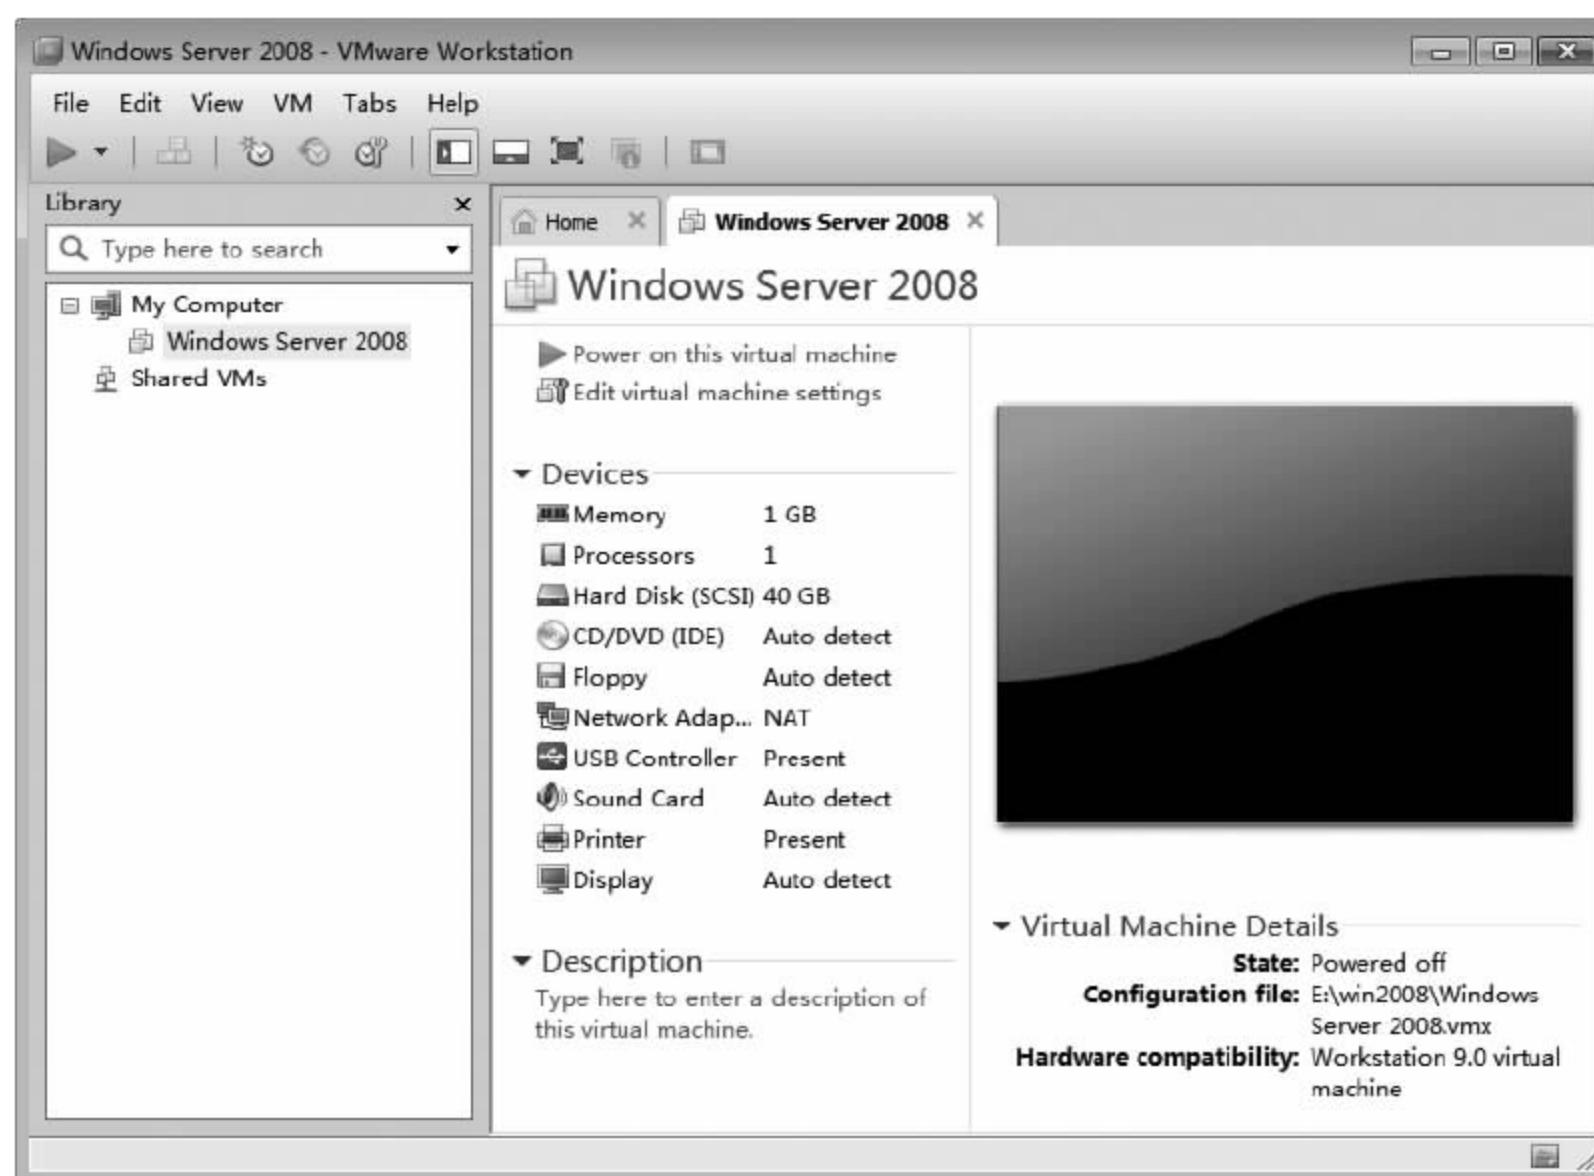 Windows Server 2008 - VMware Workstation
File Edit View VM Tabs Help
Library
Type here to search
My Computer
Windows Server 2008
Shared VMs
Home
Windows Server 2008
Windows Server 2008
Power on this virtual machine
Edit virtual machine settings
Devices
Memory 1 GB
Processors 1
Hard Disk (SCSI) 40 GB
CD/DVD (IDE) Auto detect
Floppy Auto detect
Network Adap... NAT
USB Controller Present
Sound Card Auto detect
Printer Present
Display Auto detect
Description
Type here to enter a description of
this virtual machine.
Virtual Machine Details
State: Powered off
Configuration file: E:\win2008\Windows
Server 2008.vmx
Hardware compatibility: Workstation 9.0 virtual
machine